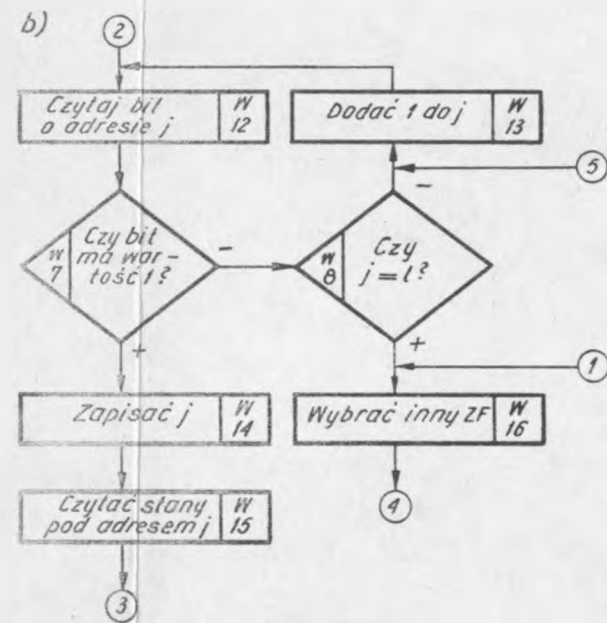 b)
2
Czytaj bit
o adresie j
W
12
Dodać 1 do j
W
13
5
-
W
7
Czy bit
ma war-
tość 1?
-
W
8
Czy
j = l?
+
+
1
Zapisać j
W
14
Wybrać inny ZF
W
16
Czytać stany
pod adresem j
W
15
4
3